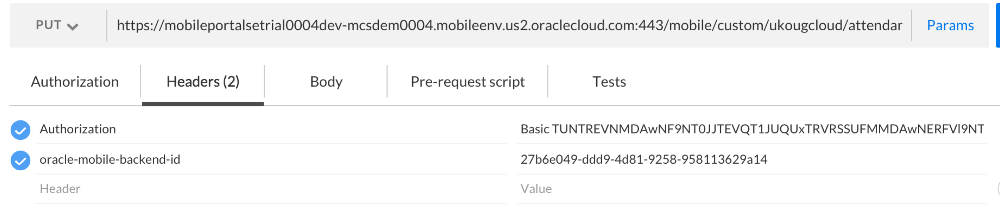 PUT https://mobileportalsetrial0004dev-mcsdem0004.mobileenv.us2.oraclecloud.com:443/mobile/custom/ukougcloud/attendar Params
Authorization Headers (2) Body Pre-request script Tests
Authorization Basic TUNTREVNMDAwNF9NT0JJTEVQT1JUQUxTRVRSSUFMMDAwNERFVl9NT
oracle-mobile-backend-id 27b6e049-ddd9-4d81-9258-958113629a14
Header Value